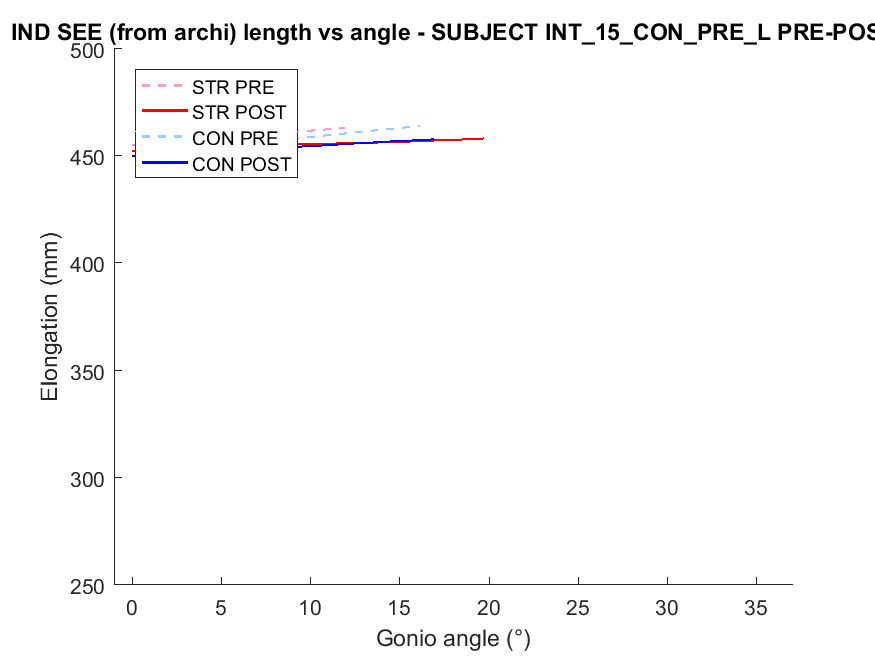 IND SEE (from archi) length vs angle - SUBJECT INT_15_CON_PRE_L PRE-POS
500
450
400
350
300
250
Elongation (mm)
STR PRE
STR POST
CON PRE
CON POST
0 5 10 15 20 25 30 35
Gonio angle (°)